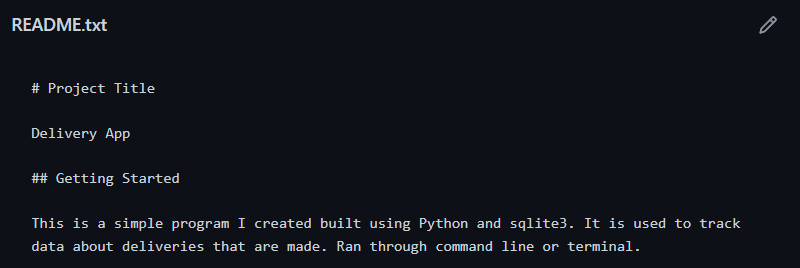 README.txt
# Project Title
Delivery App
## Getting Started
This is a simple program I created built using Python and sqlite3. It is used to track
data about deliveries that are made. Ran through command line or terminal.